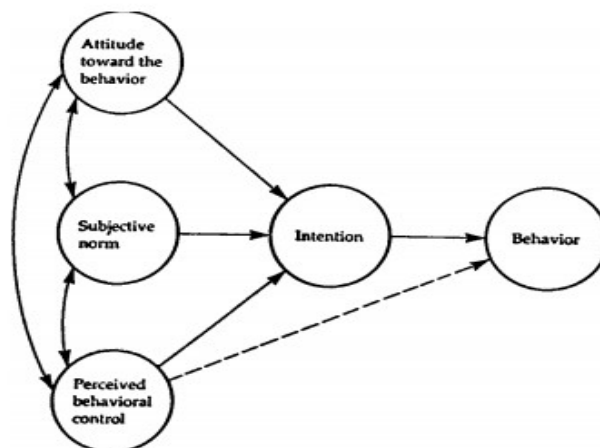 Attitude
toward the
behavior
Subjective
norm
Intention
Behavior
Perceived
behavioral
control